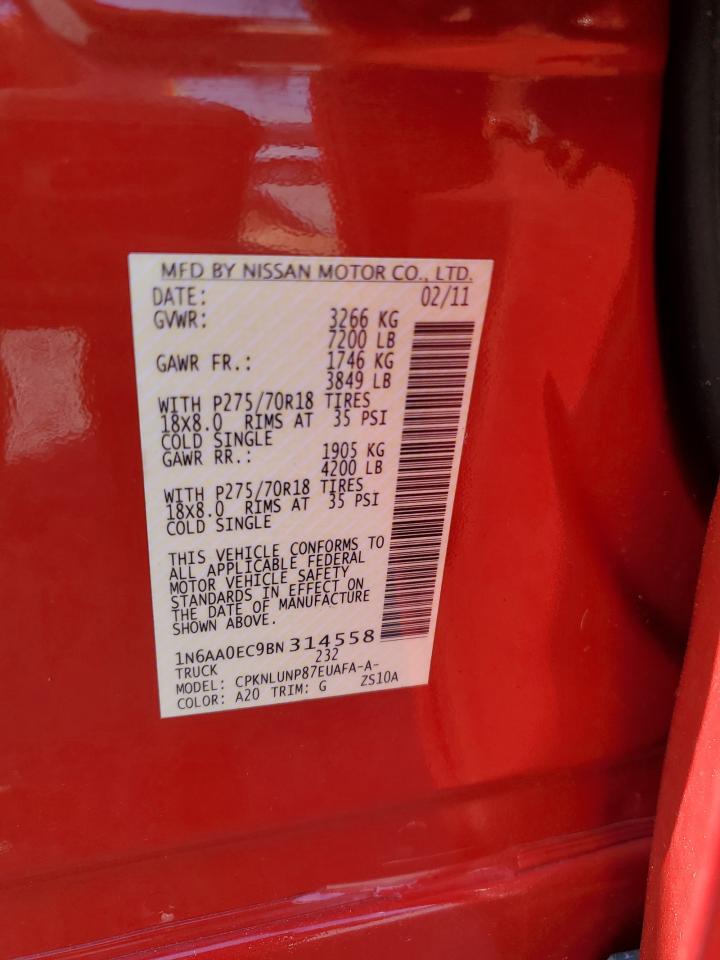 MFD BY NISSAN MOTOR CO., LTD.
DATE: 02/11
GVWR: 3266 KG
7200 LB
GAWR FR.: 1746 KG
3849 LB
WITH P275/70R18 TIRES
18X8.0 RIMS AT 35 PSI
COLD SINGLE
GAWR RR.: 1905 KG
4200 LB
WITH P275/70R18 TIRES
18X8.0 RIMS AT 35 PSI
COLD SINGLE
THIS VEHICLE CONFORMS TO
ALL APPLICABLE FEDERAL
MOTOR VEHICLE SAFETY
STANDARDS IN EFFECT ON
THE DATE OF MANUFACTURE
SHOWN ABOVE.
1N6AA0EC9BN314558
TRUCK 232
MODEL: CPKNLUNP87EUAFA-A-
COLOR: A20 TRIM: G ZS10A